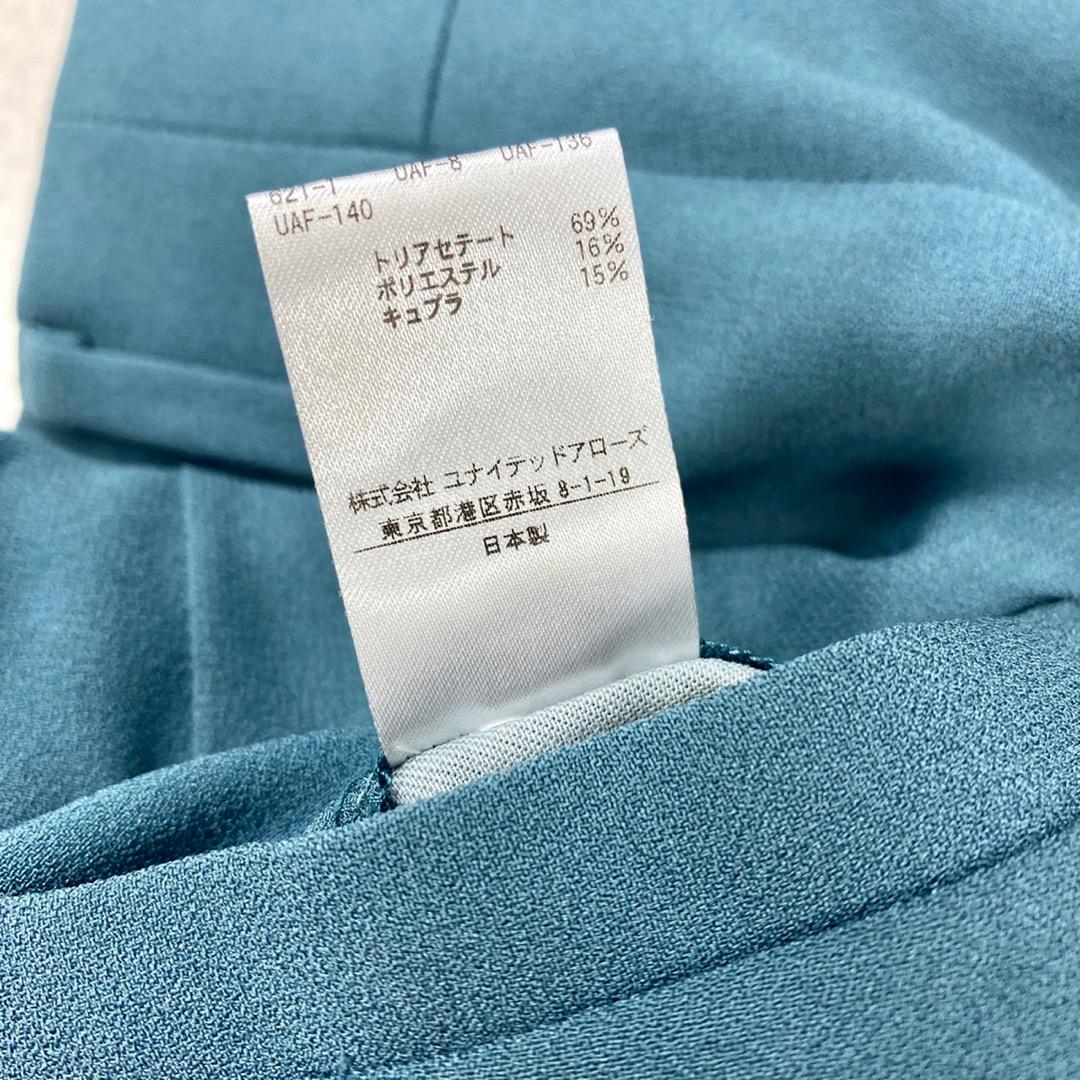 621-1 UAF-8 UAF-136
UAF-140
トリアセテート 69%
ポリエステル 16%
キュプラ 15%
株式会社 ユナイテッドアローズ
東京都港区赤坂 8-1-19
日本製